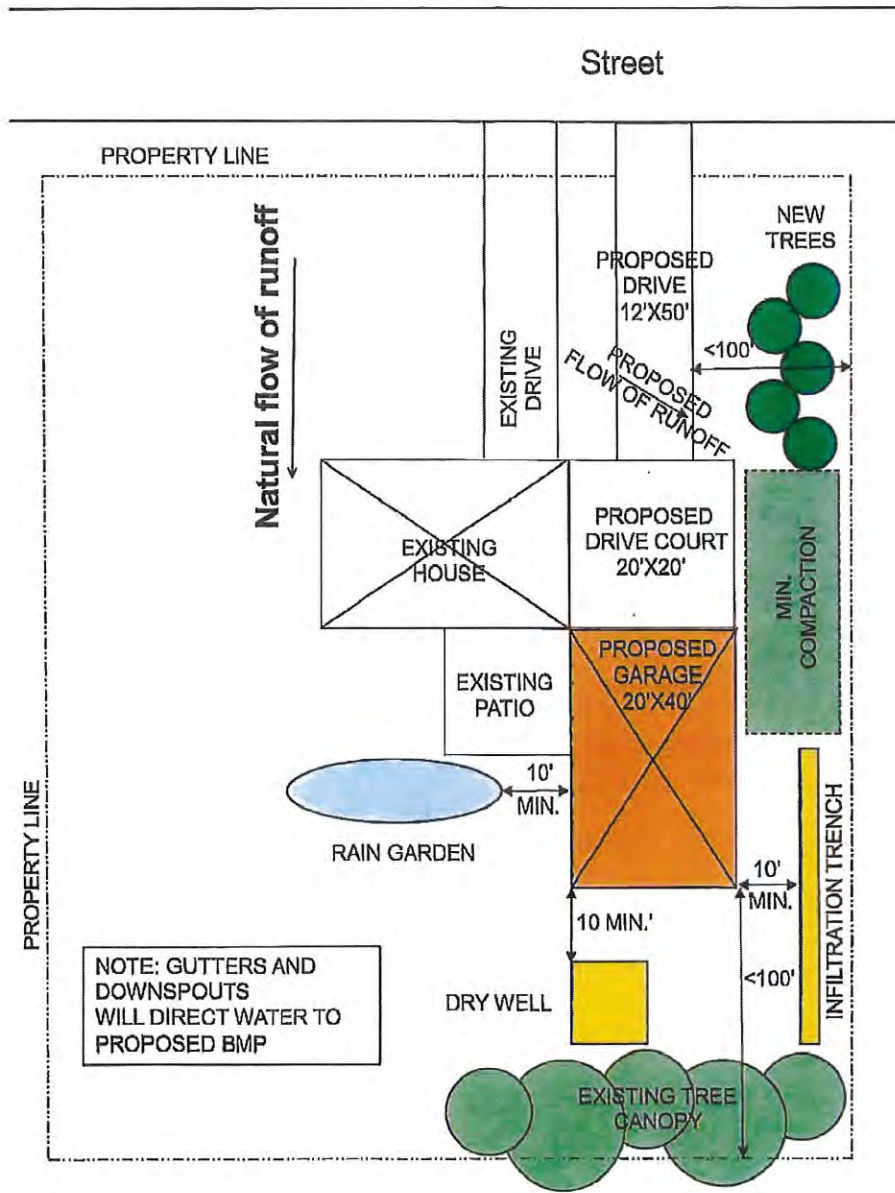 Street
PROPERTY LINE
Natural flow of runoff
NEW
TREES
PROPOSED
DRIVE
12'X50'
<100'
EXISTING
DRIVE
PROPOSED
FLOW OF RUNOFF
EXISTING
HOUSE
PROPOSED
DRIVE COURT
20'X20'
MIN.
COMPACTION
EXISTING
PATIO
PROPOSED
GARAGE
20'X40'
10'
MIN.
RAIN GARDEN
PROPERTY LINE
10'
MIN.
INFILTRATION TRENCH
10 MIN.'
<100'
NOTE: GUTTERS AND
DOWNSPOUTS
WILL DIRECT WATER TO
PROPOSED BMP
DRY WELL
EXISTING TREE
CANOPY